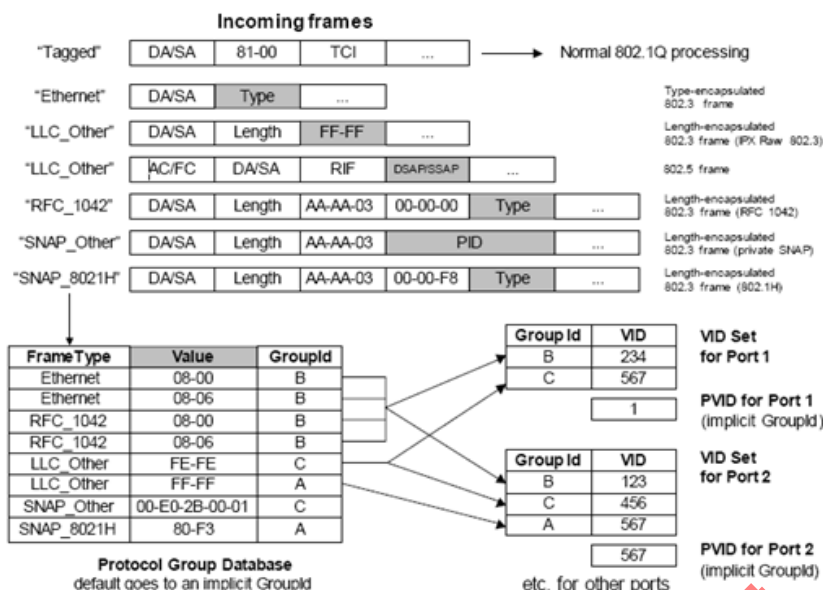 Incoming frames
"Tagged" DA/SA 81-00 TCI ... Normal 802.1Q processing
"Ethernet" DA/SA Type ... Type-encapsulated
802.3 frame
"LLC_Other" DA/SA Length FF-FF ... Length-encapsulated
802.3 frame (IPX Raw 802.3)
"LLC_Other" AC/FC DA/SA RIF DSAP/SSAP ... 802.5 frame
"RFC_1042" DA/SA Length AA-AA-03 00-00-00 Type ... Length-encapsulated
802.3 frame (RFC 1042)
"SNAP_Other" DA/SA Length AA-AA-03 PID ... Length-encapsulated
802.3 frame (private SNAP)
"SNAP_8021H" DA/SA Length AA-AA-03 00-00-F8 Type ... Length-encapsulated
802.3 frame (802.1H)
FrameType Value GroupId
Ethernet 08-00 B
Ethernet 08-06 B
RFC_1042 08-00 B
RFC_1042 08-06 B
LLC_Other FE-FE C
LLC_Other FF-FF A
SNAP_Other 00-E0-2B-00-01 C
SNAP_8021H 80-F3 A
Protocol Group Database
default goes to an implicit GroupId
Group Id VID
B 234
C 567
VID Set
for Port 1
1
PVID for Port 1
(implicit GroupId)
Group Id VID
B 123
C 456
A 567
VID Set
for Port 2
567
PVID for Port 2
(implicit GroupId)
etc. for other ports